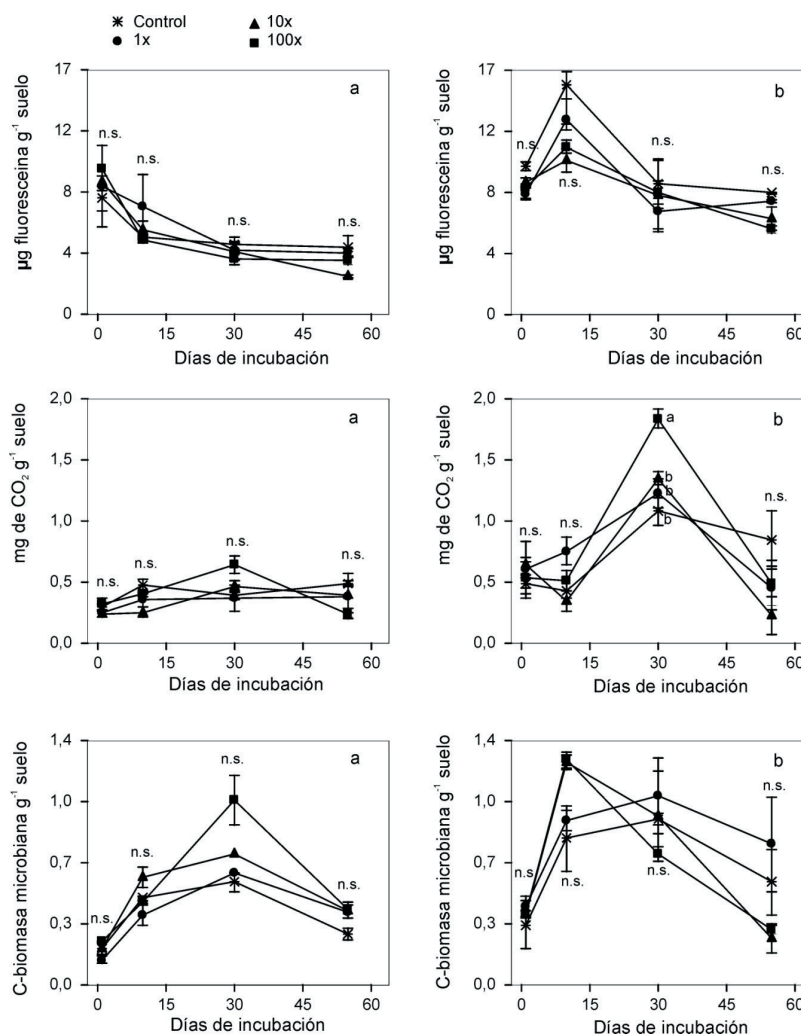 Control
10x
1x
100x
µg fluoresceina g⁻¹ suelo
17
12
8
4
0
a
n.s.
n.s.
n.s.
n.s.
0
15
30
45
60
Días de incubación
µg fluoresceina g⁻¹ suelo
17
12
8
4
0
b
n.s.
n.s.
n.s.
n.s.
0
15
30
45
60
Días de incubación
mg de CO₂ g⁻¹ suelo
2,0
1,5
1,0
0,5
0,0
a
n.s.
n.s.
n.s.
n.s.
0
15
30
45
60
Días de incubación
mg de CO₂ g⁻¹ suelo
2,0
1,5
1,0
0,5
0,0
b
a
b
b
b
n.s.
n.s.
n.s.
0
15
30
45
60
Días de incubación
C-biomasa microbiana g⁻¹ suelo
1,4
1,0
0,7
0,3
0,0
a
n.s.
n.s.
n.s.
n.s.
0
15
30
45
60
Días de incubación
C-biomasa microbiana g⁻¹ suelo
1,4
1,0
0,7
0,3
0,0
b
n.s.
n.s.
n.s.
n.s.
0
15
30
45
60
Días de incubación